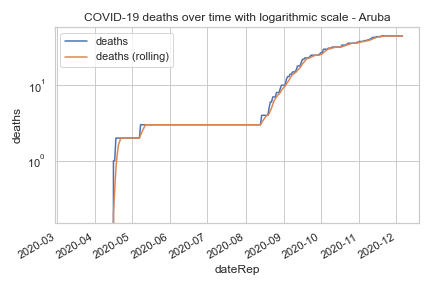 COVID-19 deaths over time with logarithmic scale - Aruba
deaths
deaths (rolling)
deaths
10¹
10⁰
2020-03
2020-04
2020-05
2020-06
2020-07
2020-08
2020-09
2020-10
2020-11
2020-12
dateRep